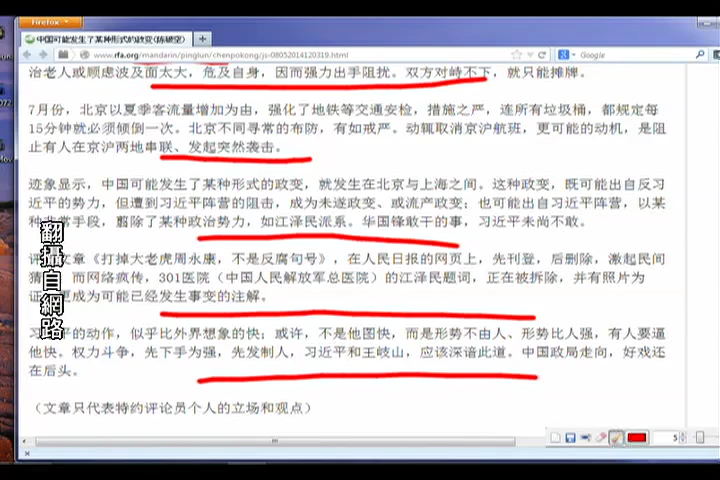 Firefox
中国可能发生了某种形式的政变(陈破空)
www.rfa.org/mandarin/pinglun/chenpokong/js-08052014120319.html
Google
治老人或顾虑波及面太大，危及自身，因而强力出手阻扰。双方对峙不下，就只能摊牌。
7月份，北京以夏季客流量增加为由，强化了地铁等交通安检，措施之严，连所有垃圾桶，都规定每
15分钟就必须倾倒一次。北京不同寻常的布防，有如戒严。动辄取消京沪航班，更可能的动机，是阻
止有人在京沪两地串联、发起突然袭击。
迹象显示，中国可能发生了某种形式的政变，就发生在北京与上海之间。这种政变，既可能出自反习
近平的势力，但遭到习近平阵营的阻击，成为未遂政变、或流产政变；也可能出自习近平阵营，以某
种非常手段，翦除了某种政治势力，如江泽民派系。华国锋敢干的事，习近平未尚不敢。
评 文章《打掉大老虎周永康，不是反腐句号》，在人民日报的网页上，先刊登，后删除，激起民间
猜 而网络疯传，301医院（中国人民解放军总医院）的江泽民题词，正在被拆除，并有照片为
证 更成为可能已经发生事变的注解。
习 平的动作，似乎比外界想象的快；或许，不是他图快，而是形势不由人、形势比人强，有人要逼
他快。权力斗争，先下手为强，先发制人，习近平和王岐山，应该深谙此道。中国政局走向，好戏还
在后头。
（文章只代表特约评论员个人的立场和观点）
翻攝自網路
5